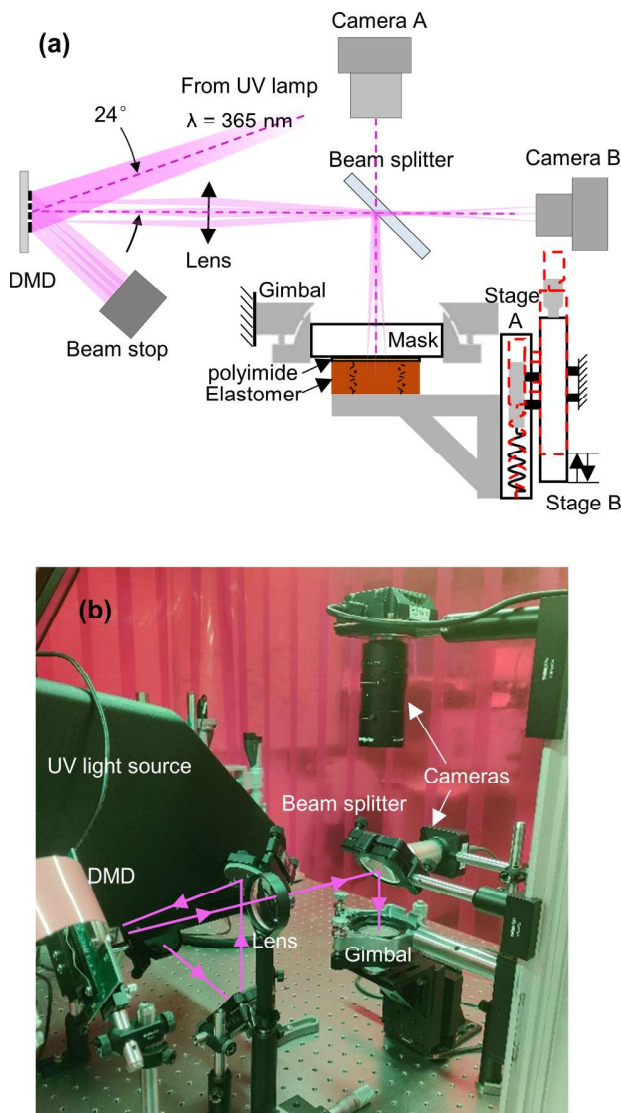 (a)
Camera A
From UV lamp
λ = 365 nm
24°
Beam splitter
Camera B
DMD
Lens
Beam stop
Gimbal
Mask
Stage
A
polyimide
Elastomer
Stage B
(b)
UV light source
Cameras
Beam splitter
DMD
Lens
Gimbal